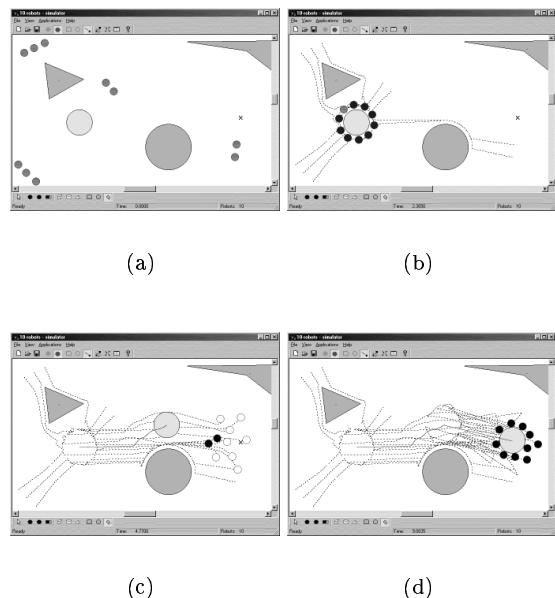 10 robots - simulator
File View Applications Help
Ready Time: 0.0000 Robots: 10
(a)
10 robots - simulator
File View Applications Help
Ready Robots: 10
(b)
10 robots - simulator
File View Applications Help
Ready Robots: 10
(c)
10 robots - simulator
File View Applications Help
Ready Robots: 10
(d)